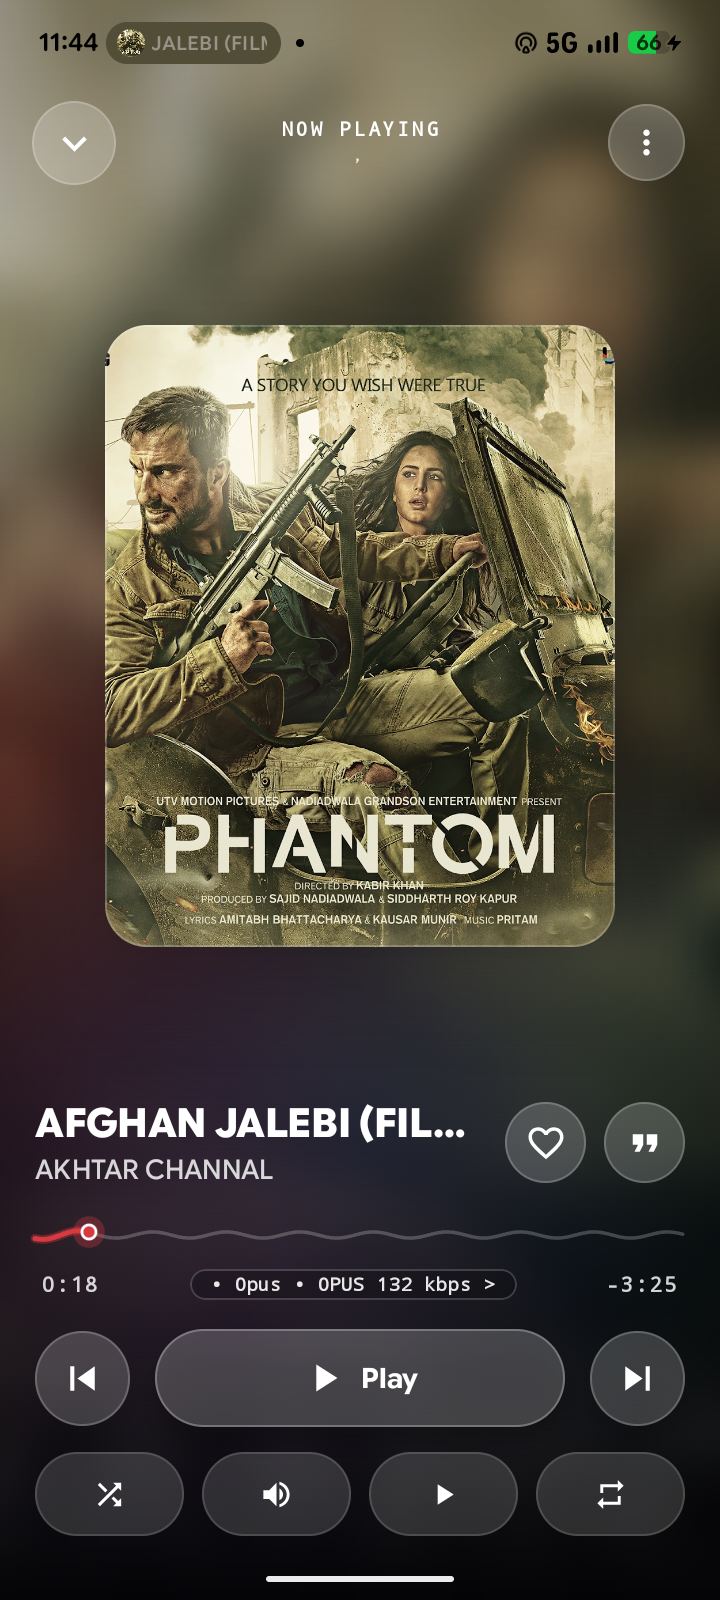 11:44 JALEBI (FILM 5G 66
NOW PLAYING
,
A STORY YOU WISH WERE TRUE
UTV MOTION PICTURES & NADIADWALA GRANDSON ENTERTAINMENT PRESENT
PHANTOM
DIRECTED BY KABIR KHAN
PRODUCED BY SAJID NADIADWALA & SIDDHARTH ROY KAPUR
LYRICS AMITABH BHATTACHARYA & KAUSAR MUNIR MUSIC PRITAM
AFGHAN JALEBI (FIL...
AKHTAR CHANNAL
0:18 • Opus • OPUS 132 kbps > -3:25
Play